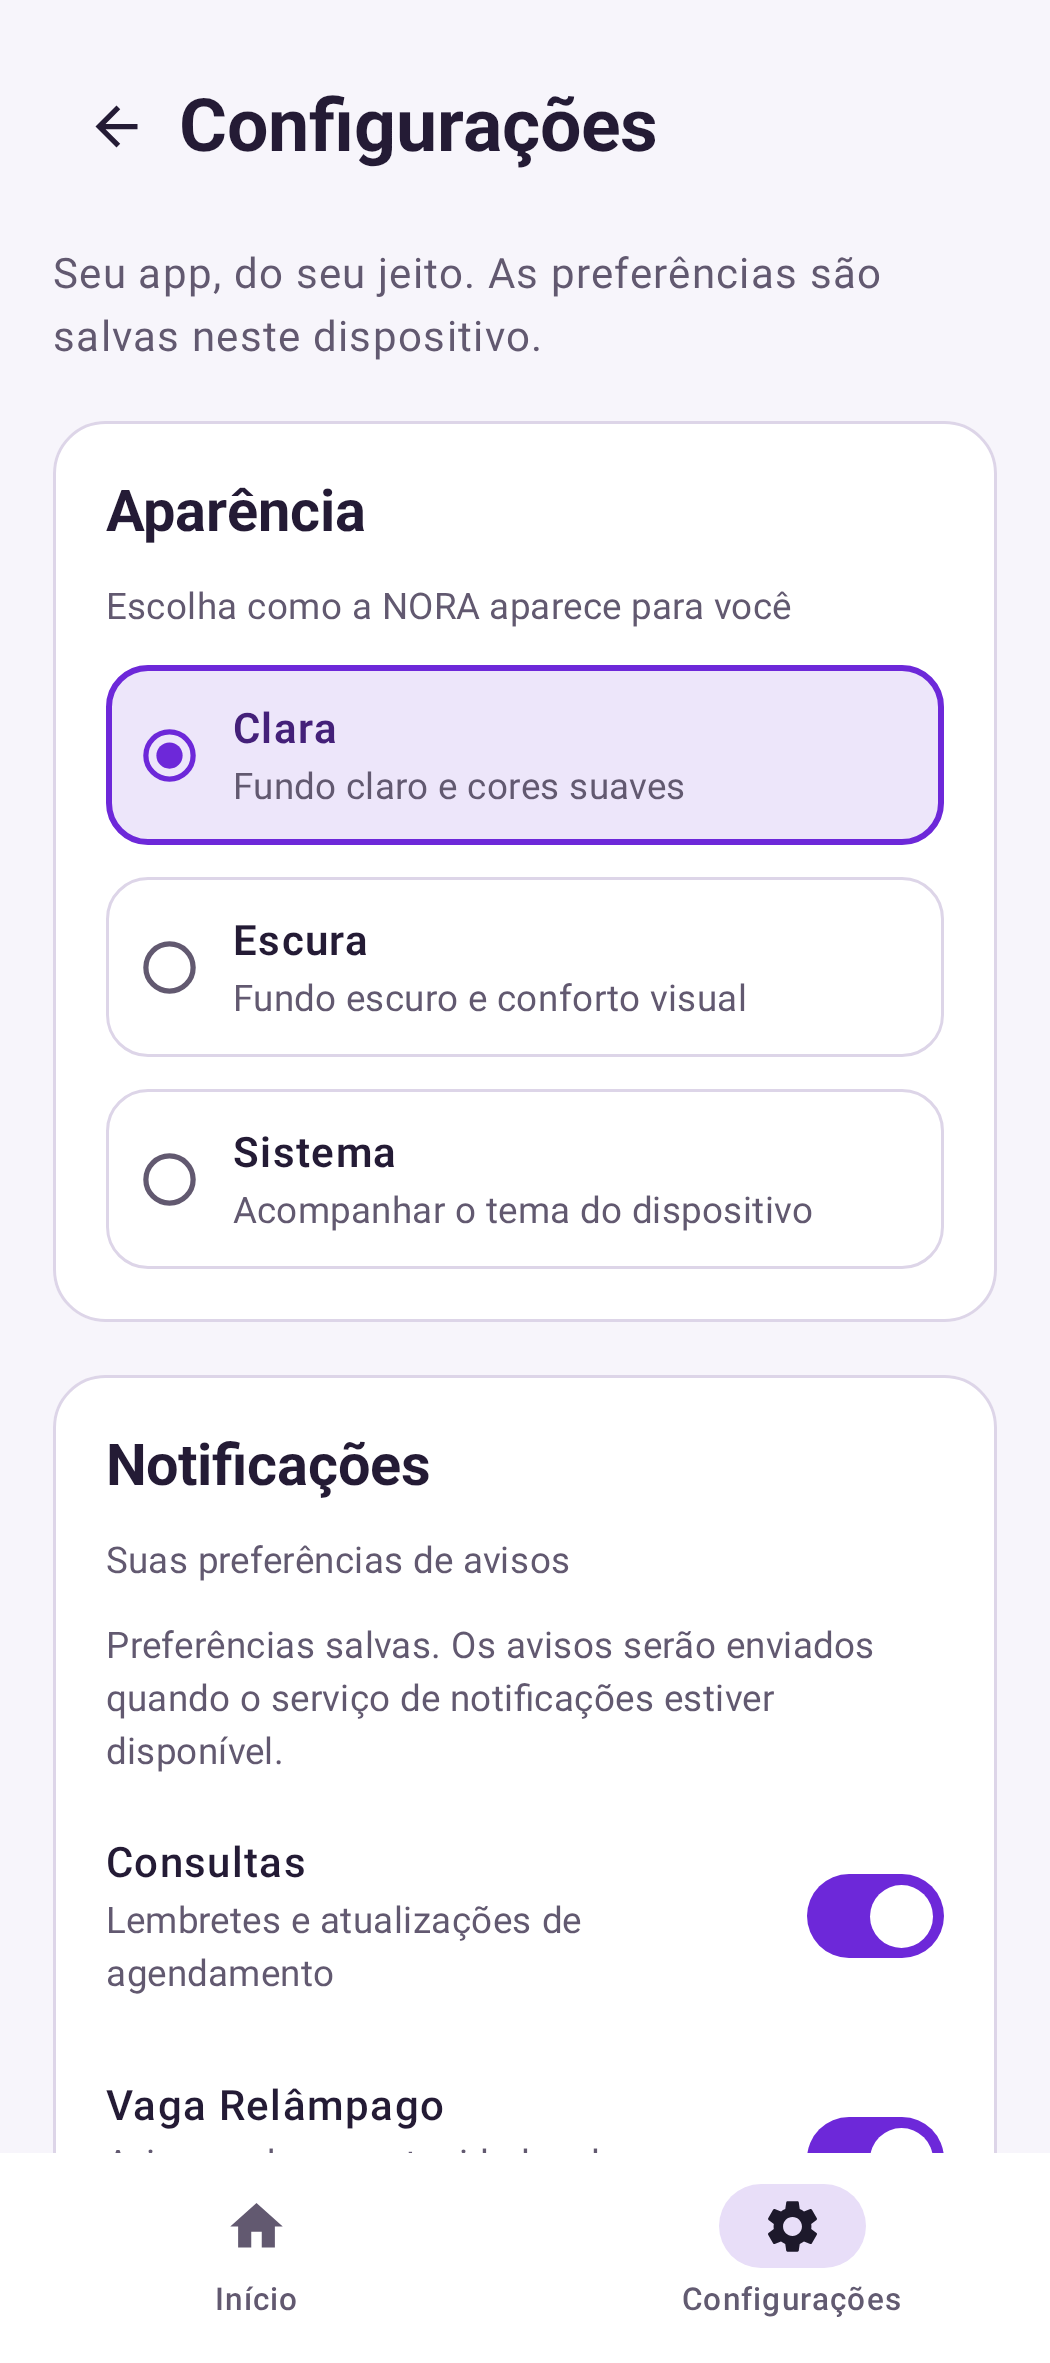 Configurações
Seu app, do seu jeito. As preferências são
salvas neste dispositivo.
Aparência
Escolha como a NORA aparece para você
Clara
Fundo claro e cores suaves
Escura
Fundo escuro e conforto visual
Sistema
Acompanhar o tema do dispositivo
Notificações
Suas preferências de avisos
Preferências salvas. Os avisos serão enviados
quando o serviço de notificações estiver
disponível.
Consultas
Lembretes e atualizações de
agendamento
Vaga Relâmpago
Início
Configurações